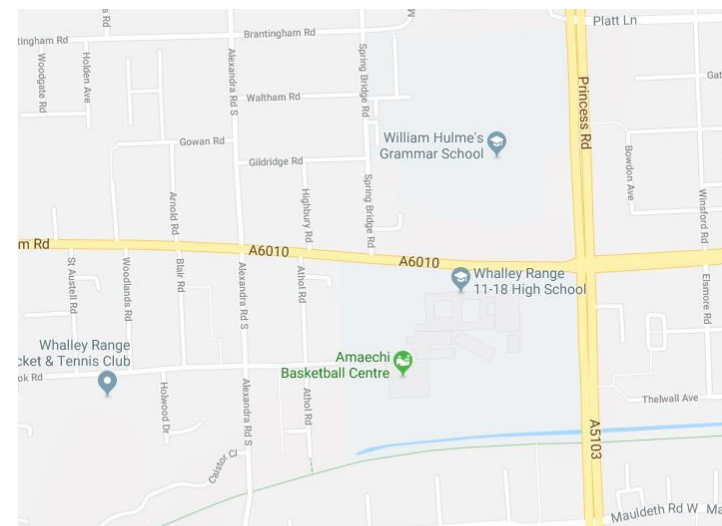 Platt Ln
tingham Rd
s Rd
Brantingham Rd
M
Alexandra Rd S
Spring Bridge Rd
Princess Rd
Woodgate Rd
Holden Ave
Gat
Waltham Rd
William Hulme's
Grammar School
Gowan Rd
Gildridge Rd
Bowdon Ave
Spring Bridge Rd
Arnold Rd
Highbury Rd
Winsford Rd
m Rd
A6010
A6010
St. Austell Rd
Woodlands Rd
Blair Rd
Alexandra Rd S
Athol Rd
Whalley Range
11-18 High School
Elsmore Rd
Whalley Range
cket & Tennis Club
Amaechi
Basketball Centre
ok Rd
Holwood Dr
Alexandra Rd S
Athol Rd
Thelwall Ave
A5103
Caistor Cl
Mauldeth Rd W
Ma